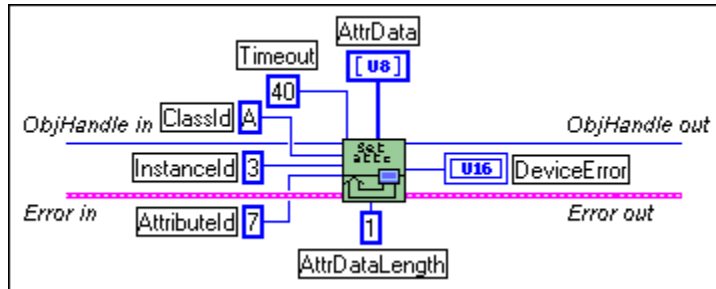 AttrData
Timeout
[U8]
40
ObjHandle in
ClassId
A
ObjHandle out
Set
attr
InstanceId
3
U16
DeviceError
Error in
AttributeId
7
1
Error out
AttrDataLength